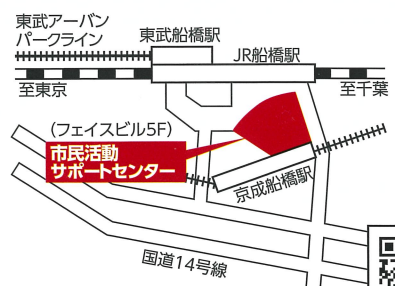 東武アーバン
パークライン
東武船橋駅
JR船橋駅
至東京
至千葉
(フェイスビル5F)
市民活動
サポートセンター
京成船橋駅
国道14号線